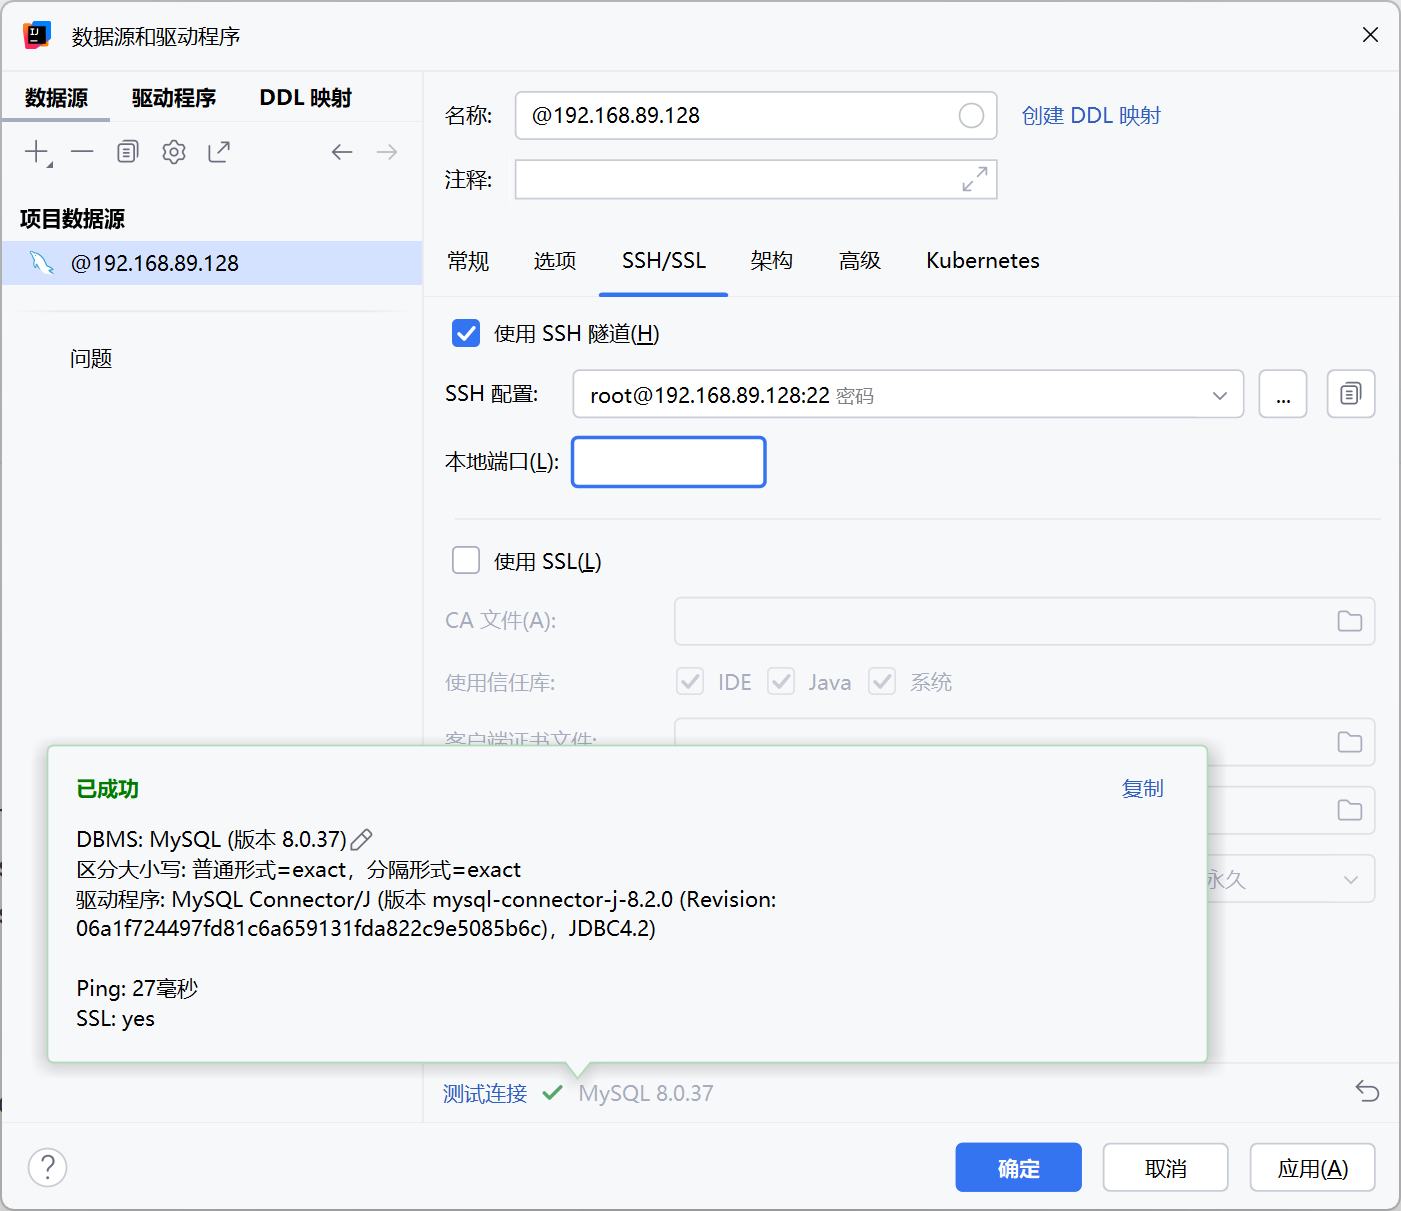 数据源和驱动程序
数据源 驱动程序 DDL 映射
名称: @192.168.89.128 创建 DDL 映射
注释:
项目数据源
@192.168.89.128
问题
常规 选项 SSH/SSL 架构 高级 Kubernetes
使用 SSH 隧道(H)
SSH 配置: root@192.168.89.128:22 密码 ...
本地端口(L):
使用 SSL(L)
CA 文件(A):
使用信任库: IDE Java 系统
客户端证书文件:
永久
已成功 复制
DBMS: MySQL (版本 8.0.37)
区分大小写: 普通形式=exact，分隔形式=exact
驱动程序: MySQL Connector/J (版本 mysql-connector-j-8.2.0 (Revision:
06a1f724497fd81c6a659131fda822c9e5085b6c)，JDBC4.2)
Ping: 27毫秒
SSL: yes
测试连接 MySQL 8.0.37
? 确定 取消 应用(A)